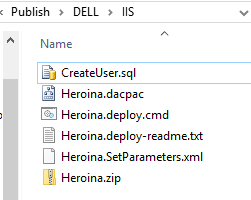 Publish > DELL > IIS
Name
CreateUser.sql
Heroina.dacpac
Heroina.deploy.cmd
Heroina.deploy-readme.txt
Heroina.SetParameters.xml
Heroina.zip